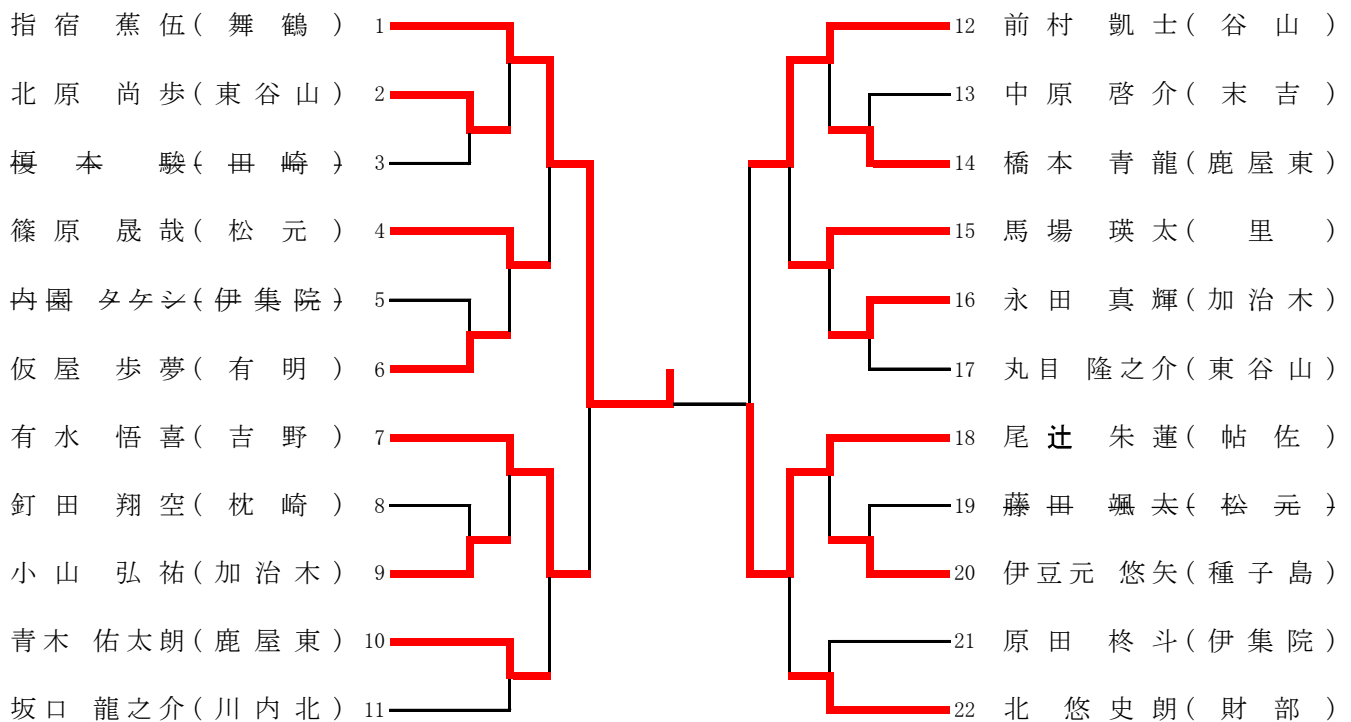 指宿 蕉伍(舞鶴) 1
北原 尚歩(東谷山) 2
榎本 駿(田崎) 3
篠原 晟哉(松元) 4
内園 タケシ(伊集院) 5
仮屋 歩夢(有明) 6
有水 悟喜(吉野) 7
釘田 翔空(枕崎) 8
小山 弘祐(加治木) 9
青木 佑太朗(鹿屋東) 10
坂口 龍之介(川内北) 11
12 前村 凱士(谷山)
13 中原 啓介(末吉)
14 橋本 青龍(鹿屋東)
15 馬場 瑛太(里)
16 永田 真輝(加治木)
17 丸目 隆之介(東谷山)
18 尾辻 朱蓮(帖佐)
19 藤田 颯太(松元)
20 伊豆元 悠矢(種子島)
21 原田 柊斗(伊集院)
22 北 悠史朗(財部)